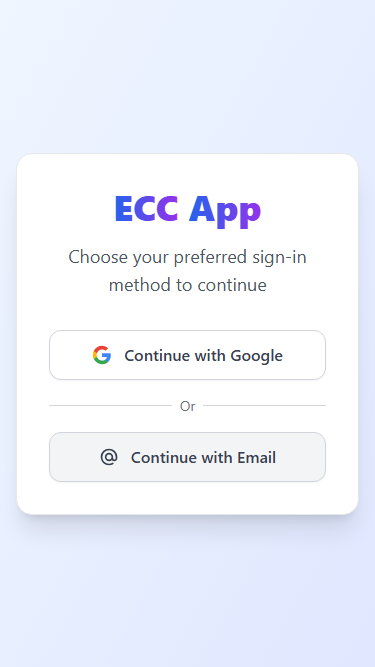 ECC App
Choose your preferred sign-in
method to continue
Continue with Google
Or
Continue with Email